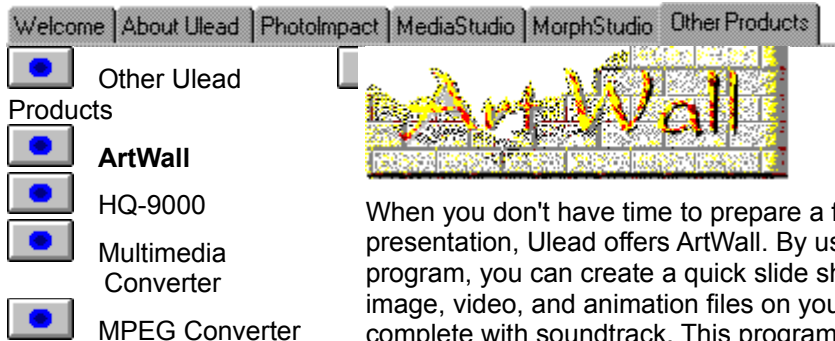 Welcome About Ulead PhotoImpact MediaStudio MorphStudio Other Products
Other Ulead
Products
ArtWall
HQ-9000
Multimedia
Converter
MPEG Converter
Art Wall
When you don't have time to prepare a
presentation, Ulead offers ArtWall. By
program, you can create a quick slide
image, video, and animation files on
complete with soundtrack. This program